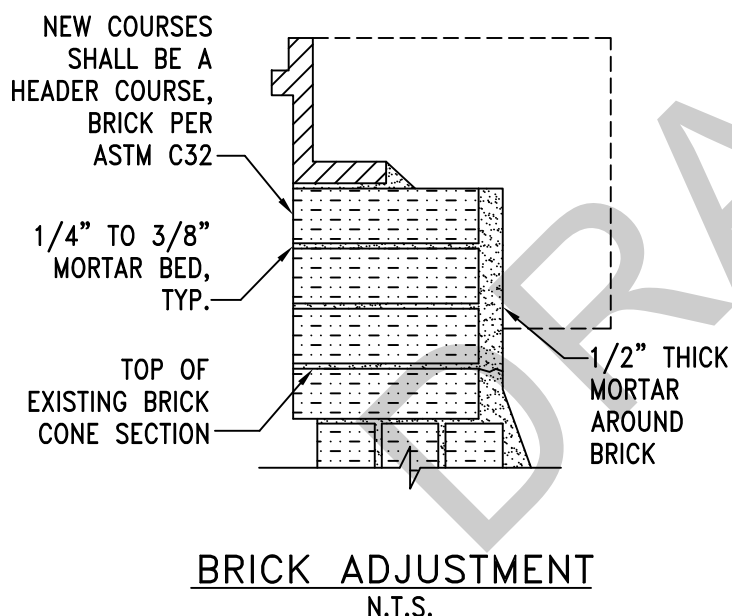 NEW COURSES
SHALL BE A
HEADER COURSE,
BRICK PER
ASTM C32
1/4” TO 3/8”
MORTAR BED,
TYP.
TOP OF
EXISTING BRICK
CONE SECTION
1/2” THICK
MORTAR
AROUND
BRICK
DRA
BRICK ADJUSTMENT
N.T.S.